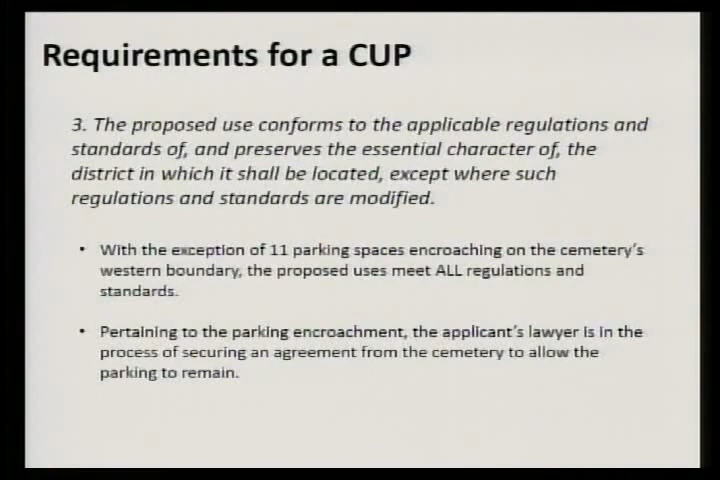 Requirements for a CUP
3. The proposed use conforms to the applicable regulations and
standards of, and preserves the essential character of, the
district in which it shall be located, except where such
regulations and standards are modified.
• With the exception of 11 parking spaces encroaching on the cemetery's
western boundary, the proposed uses meet ALL regulations and
standards.
• Pertaining to the parking encroachment, the applicant's lawyer is in the
process of securing an agreement from the cemetery to allow the
parking to remain.